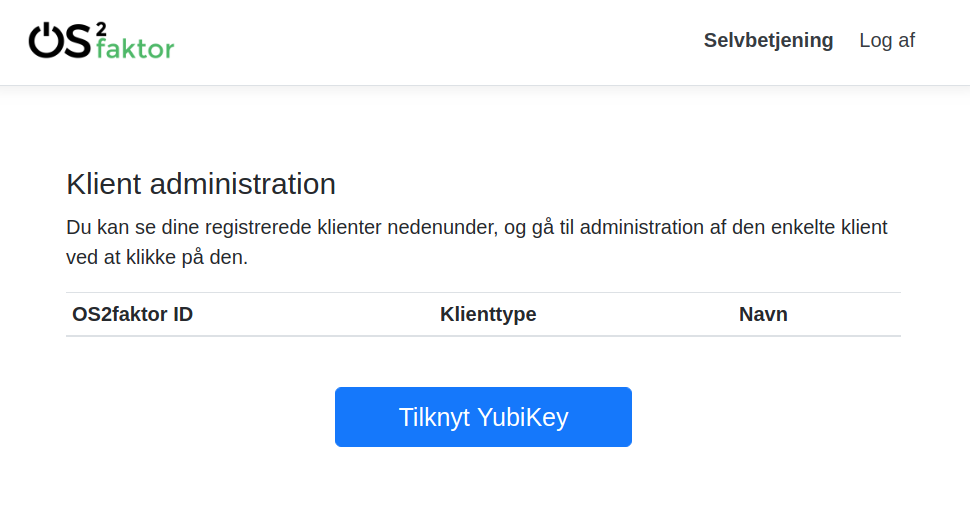 OS2faktor
Selvbetjening Log af
Klient administration
Du kan se dine registrerede klienter nedenunder, og gå til administration af den enkelte klient
ved at klikke på den.
OS2faktor ID Klienttype Navn
Tilknyt YubiKey